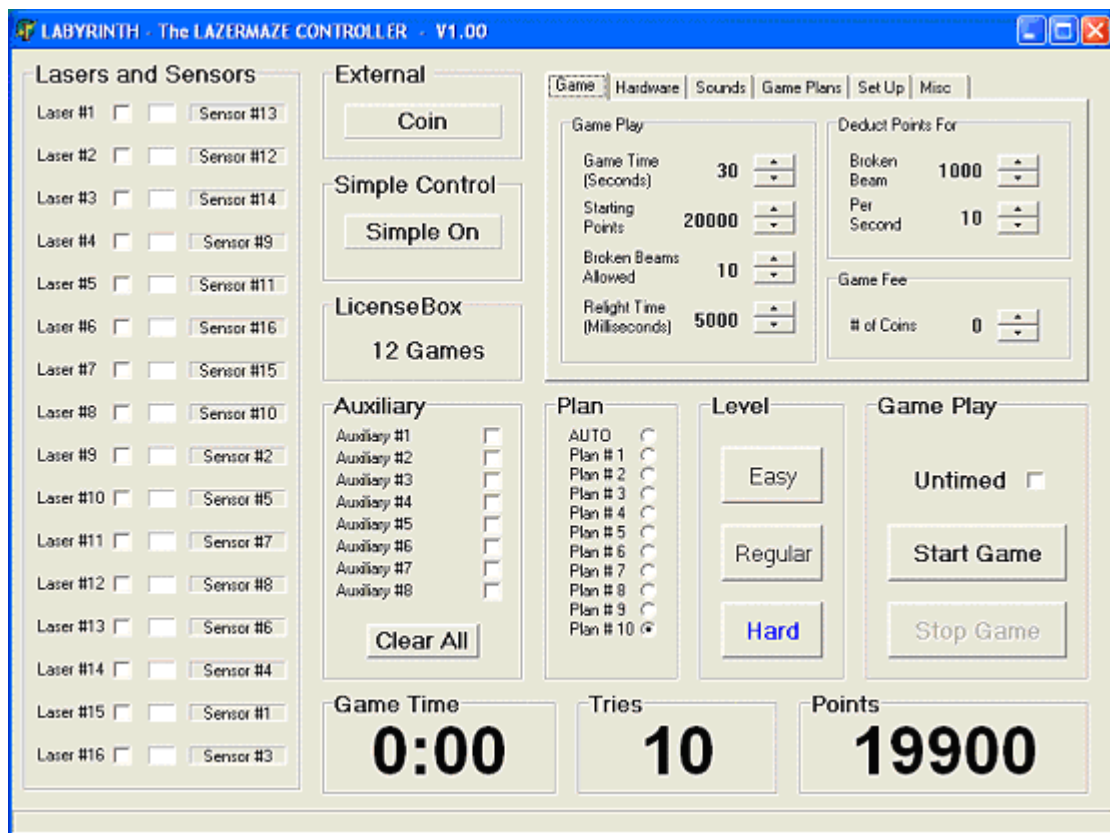 LABYRINTH - The LAZERMAZE CONTROLLER - V1.00
Lasers and Sensors
Laser #1 Sensor #13
Laser #2 Sensor #12
Laser #3 Sensor #14
Laser #4 Sensor #9
Laser #5 Sensor #11
Laser #6 Sensor #16
Laser #7 Sensor #15
Laser #8 Sensor #10
Laser #9 Sensor #2
Laser #10 Sensor #5
Laser #11 Sensor #7
Laser #12 Sensor #8
Laser #13 Sensor #6
Laser #14 Sensor #4
Laser #15 Sensor #1
Laser #16 Sensor #3
External
Coin
Simple Control
Simple On
LicenseBox
12 Games
Game Hardware Sounds Game Plans Set Up Misc
Game Play
Game Time
(Seconds) 30
Starting
Points 20000
Broken Beams
Allowed 10
Relight Time
(Milliseconds) 5000
Deduct Points For
Broken
Beam 1000
Per
Second 10
Game Fee
# of Coins 0
Auxiliary
Auxiliary #1
Auxiliary #2
Auxiliary #3
Auxiliary #4
Auxiliary #5
Auxiliary #6
Auxiliary #7
Auxiliary #8
Clear All
Plan
AUTO
Plan # 1
Plan # 2
Plan # 3
Plan # 4
Plan # 5
Plan # 6
Plan # 7
Plan # 8
Plan # 9
Plan # 10
Level
Easy
Regular
Hard
Game Play
Untimed
Start Game
Stop Game
Game Time
0:00
Tries
10
Points
19900